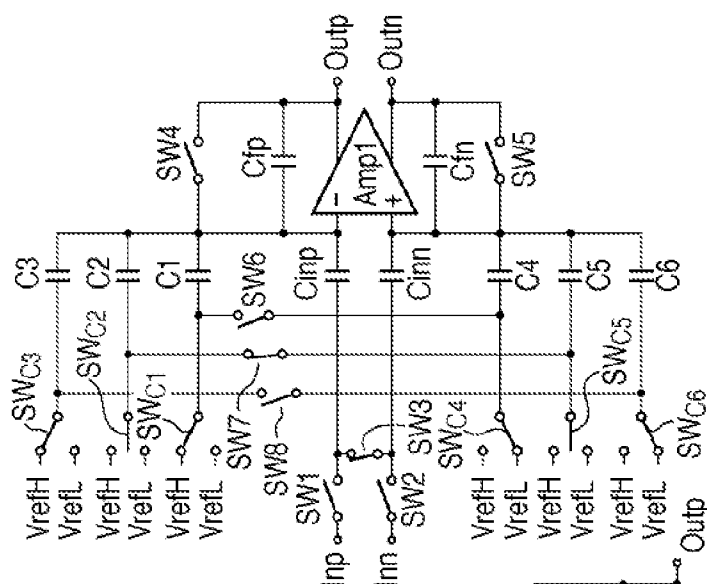 SWC3
C3
VrefH
VrefL
SWC2
C2
VrefH
VrefL
SWC1
C1
SW4
VrefH
VrefL
SW7
SW6
Cfp
SW8
SW1
Inp
Cinp
−
Outp
SW3
Amp1
Inn
SW2
Cinn
+
Outn
SWC4
Cfn
VrefH
VrefL
C4
SW5
VrefH
VrefL
SWC5
C5
VrefH
VrefL
SWC6
C6
Outp